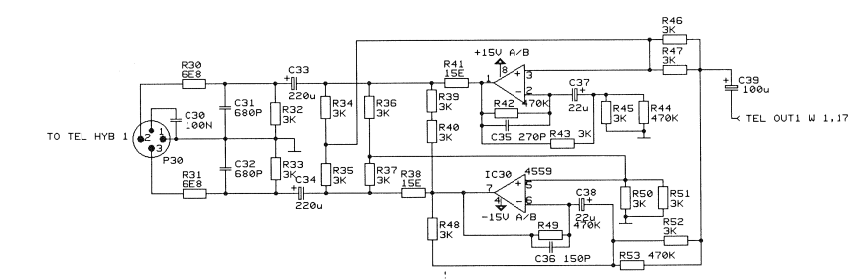 R46
3K
R47
3K
+15V A/B
R41
15E
R30
6E8
C33
220u
8
1
3
2
C37
22u
C39
100u
C31
680P
R32
3K
R34
3K
R36
3K
R39
3K
R42
470K
R45
3K
R44
470K
C30
100N
TEL OUT1 W 1,17
C35 270P
R43 3K
R40
3K
TO TEL HYB 1
2
1
3
P30
C32
680P
R33
3K
R35
3K
R37
3K
R38
15E
IC30
4559
R31
6E8
C34
220u
7
5
4
6
C38
22u
470K
R50
3K
R51
3K
-15V A/B
R48
3K
R49
R52
3K
C36 150P
R53 470K